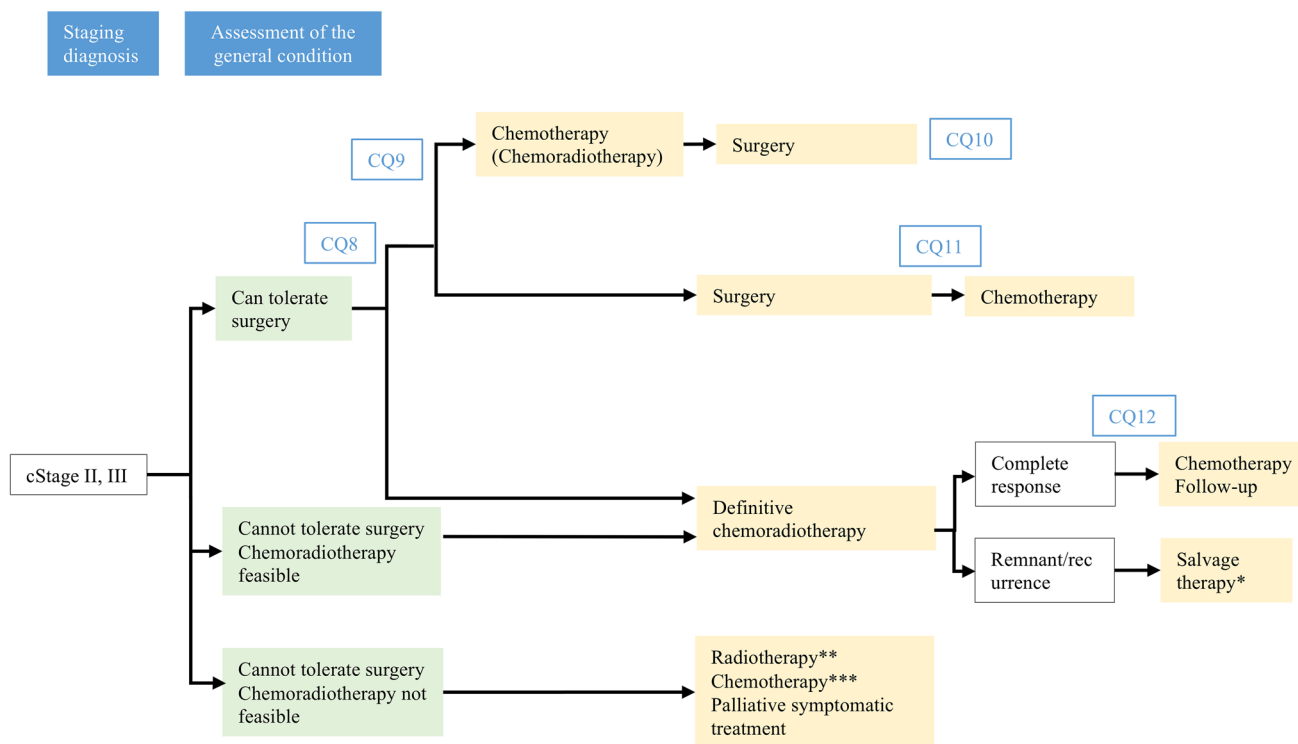 Staging
diagnosis
Assessment of the
general condition
Chemotherapy
(Chemoradiotherapy)
Surgery
CQ10
CQ9
CQ8
CQ11
Can tolerate
surgery
Surgery
Chemotherapy
CQ12
cStage II, III
Complete
response
Chemotherapy
Follow-up
Definitive
chemoradiotherapy
Cannot tolerate surgery
Chemoradiotherapy
feasible
Remnant/rec
urrence
Salvage
therapy*
Cannot tolerate surgery
Chemoradiotherapy not
feasible
Radiotherapy**
Chemotherapy***
Palliative symptomatic
treatment